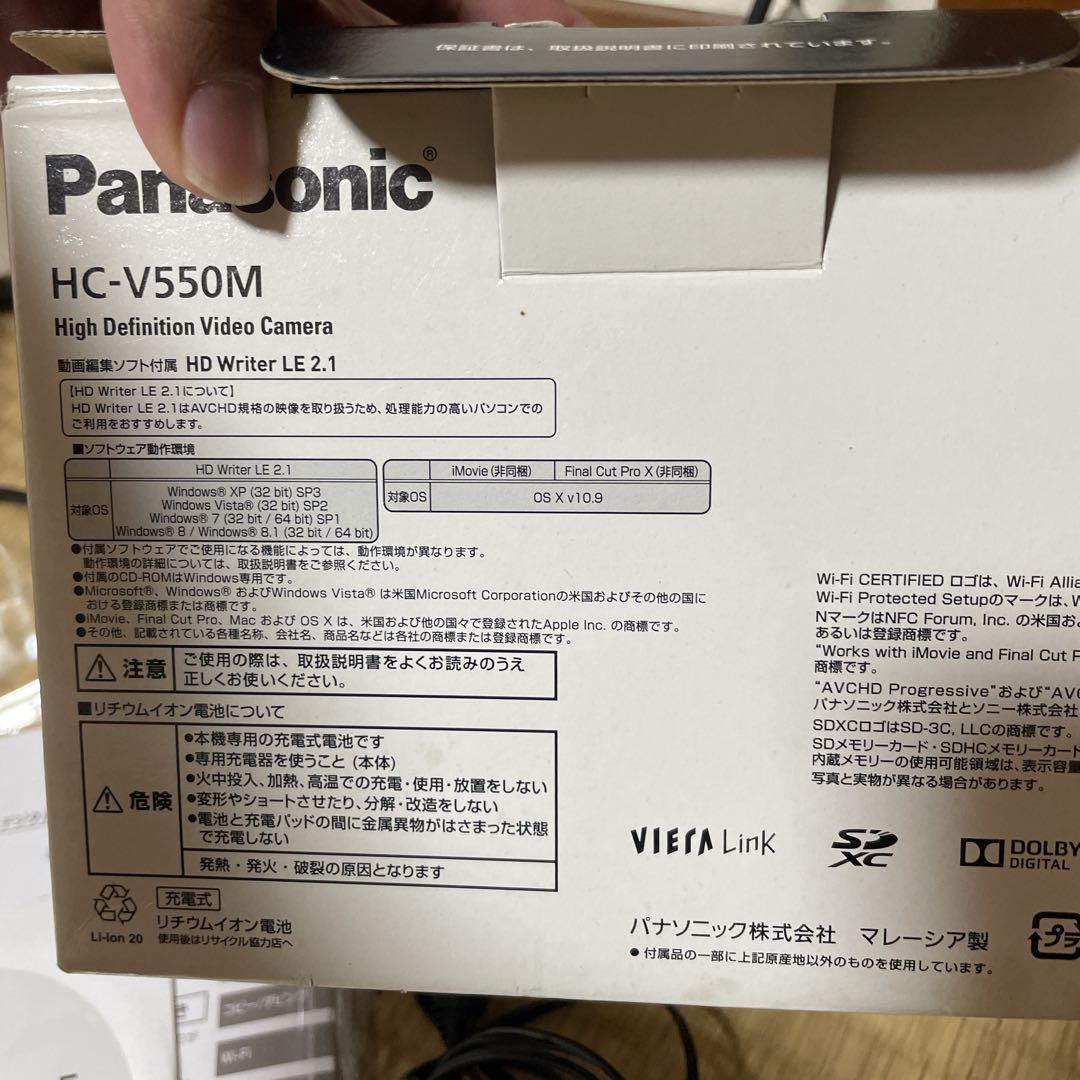 保証書は、取扱説明書に印刷されています。
Panasonic®
HC-V550M
High Definition Video Camera
動画編集ソフト付属 HD Writer LE 2.1
【HD Writer LE 2.1について】
HD Writer LE 2.1はAVCHD規格の映像を取り扱うため、処理能力の高いパソコンでの
ご利用をおすすめします。
■ソフトウェア動作環境
HD Writer LE 2.1
対象OS
Windows® XP (32 bit) SP3
Windows Vista® (32 bit) SP2
Windows® 7 (32 bit / 64 bit) SP1
Windows® 8 / Windows® 8.1 (32 bit / 64 bit)
iMovie (非同梱) Final Cut Pro X (非同梱)
対象OS OS X v10.9
●付属ソフトウェアでご使用になる機能によっては、動作環境が異なります。
動作環境の詳細については、取扱説明書をご参照ください。
●付属のCD-ROMはWindows専用です。
●Microsoft®、Windows® およびWindows Vista® は米国Microsoft Corporationの米国およびその他の国に
おける登録商標または商標です。
●iMovie、Final Cut Pro、Mac および OS X は、米国および他の国々で登録されたApple Inc. の商標です。
●その他、記載されている各種名称、会社名、商品名などは各社の商標または登録商標です。
注意
ご使用の際は、取扱説明書をよくお読みのうえ
正しくお使いください。
■リチウムイオン電池について
危険
●本機専用の充電式電池です
●専用充電器を使うこと (本体)
●火中投入、加熱、高温での充電・使用・放置をしない
●変形やショートさせたり、分解・改造をしない
●電池と充電パッドの間に金属異物がはさまった状態
で充電しない
発熱・発火・破裂の原因となります
Li-Ion 20
充電式
リチウムイオン電池
使用後はリサイクル協力店へ
Wi-Fi CERTIFIED ロゴは、Wi-Fi Allia
Wi-Fi Protected Setupのマークは、W
NマークはNFC Forum, Inc. の米国およ
あるいは登録商標です。
"Works with iMovie and Final Cut P
商標です。
"AVCHD Progressive"および"AVC
パナソニック株式会社とソニー株式会社
SDXCロゴはSD-3C, LLCの商標です。
SDメモリーカード・SDHCメモリーカード
内蔵メモリーの使用可能領域は、表示容量
写真と実物が異なる場合があります。
VIERA Link
SD XC
DOLBY
DIGITAL
パナソニック株式会社 マレーシア製
●付属品の一部に上記原産地以外のものを使用しています。
プラ
Wi-Fi